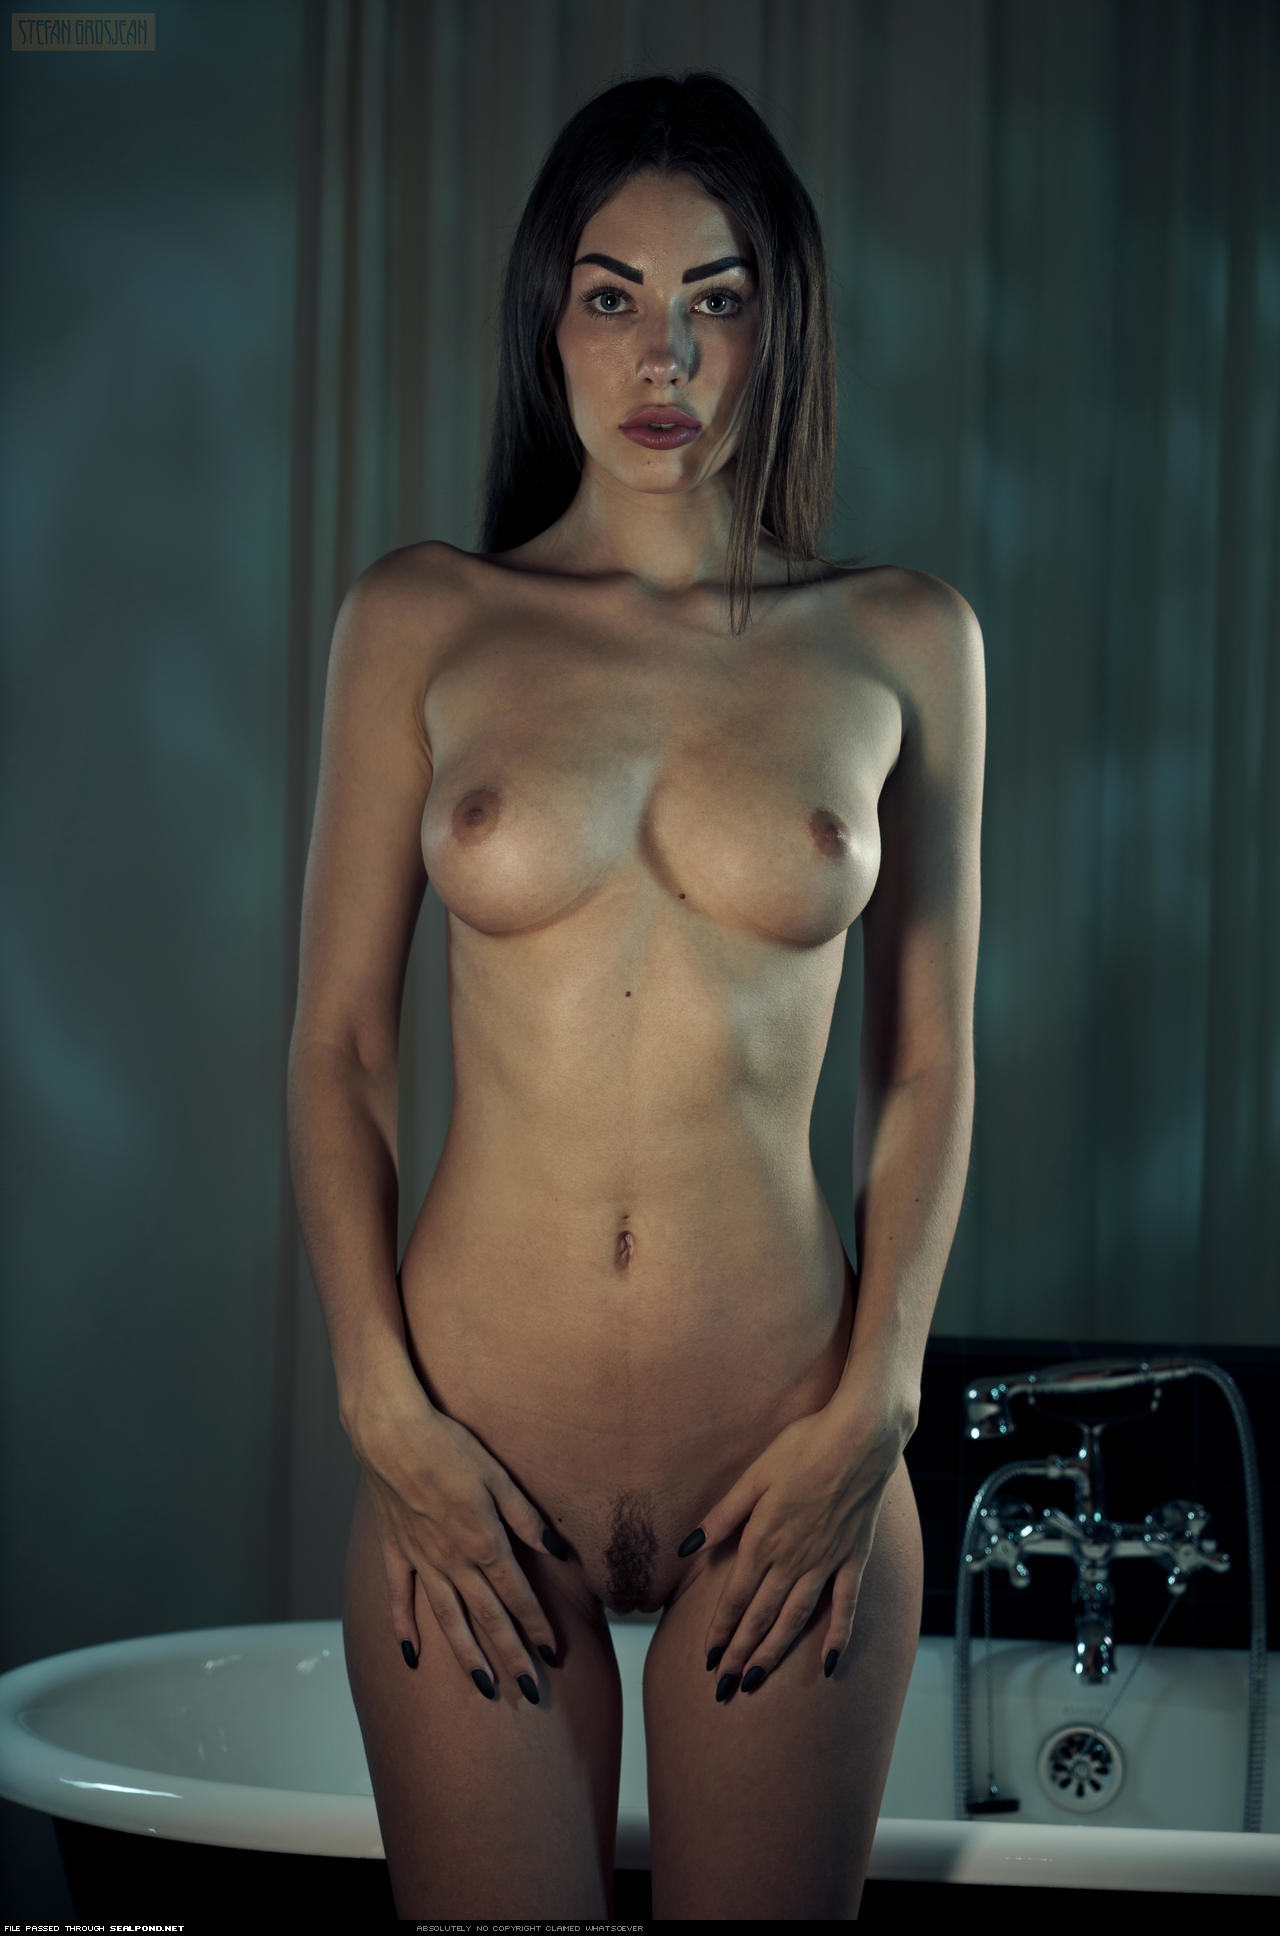 STEFAN GROSJEAN
FILE PASSED THROUGH SEALPOND.NET
ABSOLUTELY NO COPYRIGHT CLAIMED WHATSOEVER